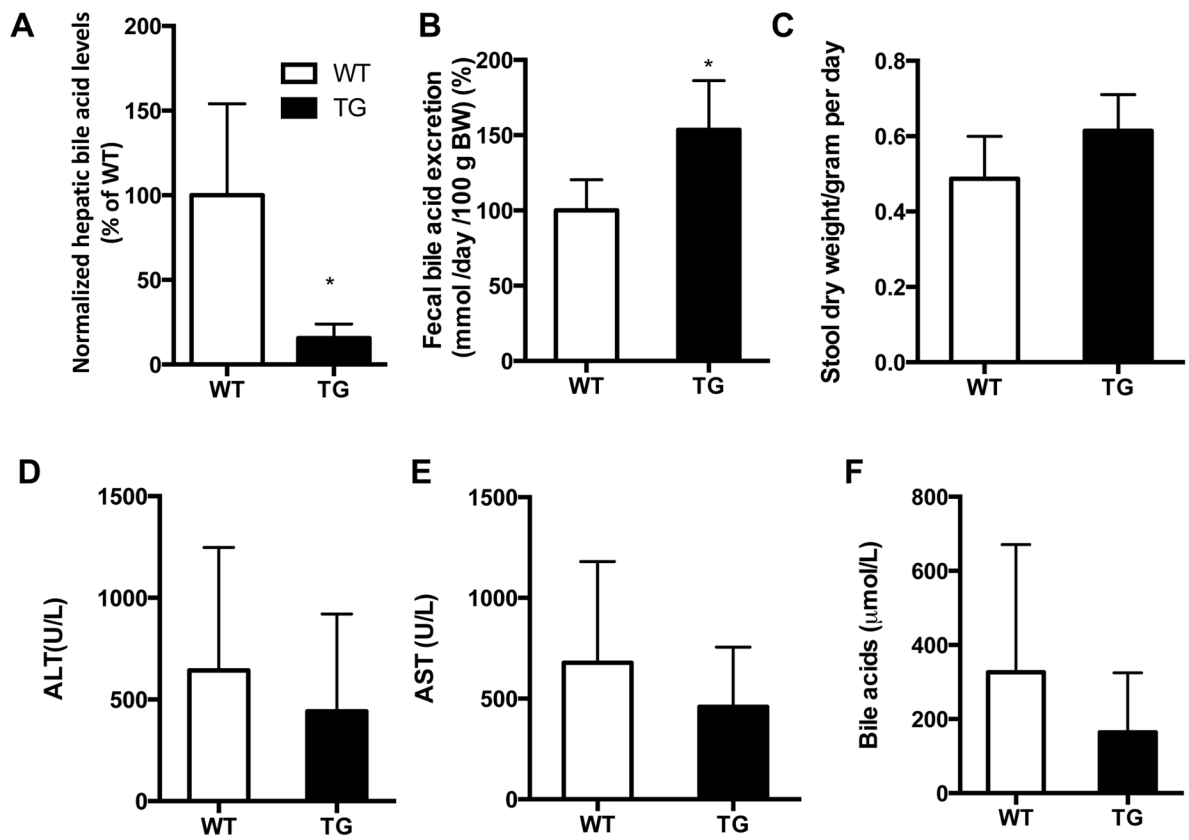 A
Normalized hepatic bile acid levels
(% of WT)
200
150
100
50
0
WT
TG
*
WT
TG
B
Fecal bile acid excretion
(mmol /day /100 g BW) (%)
200
150
100
50
0
*
WT
TG
C
Stool dry weight/gram per day
0.8
0.6
0.4
0.2
0.0
WT
TG
D
ALT(U/L)
1500
1000
500
0
WT
TG
E
AST (U/L)
1500
1000
500
0
WT
TG
F
Bile acids (μmol/L)
800
600
400
200
0
WT
TG